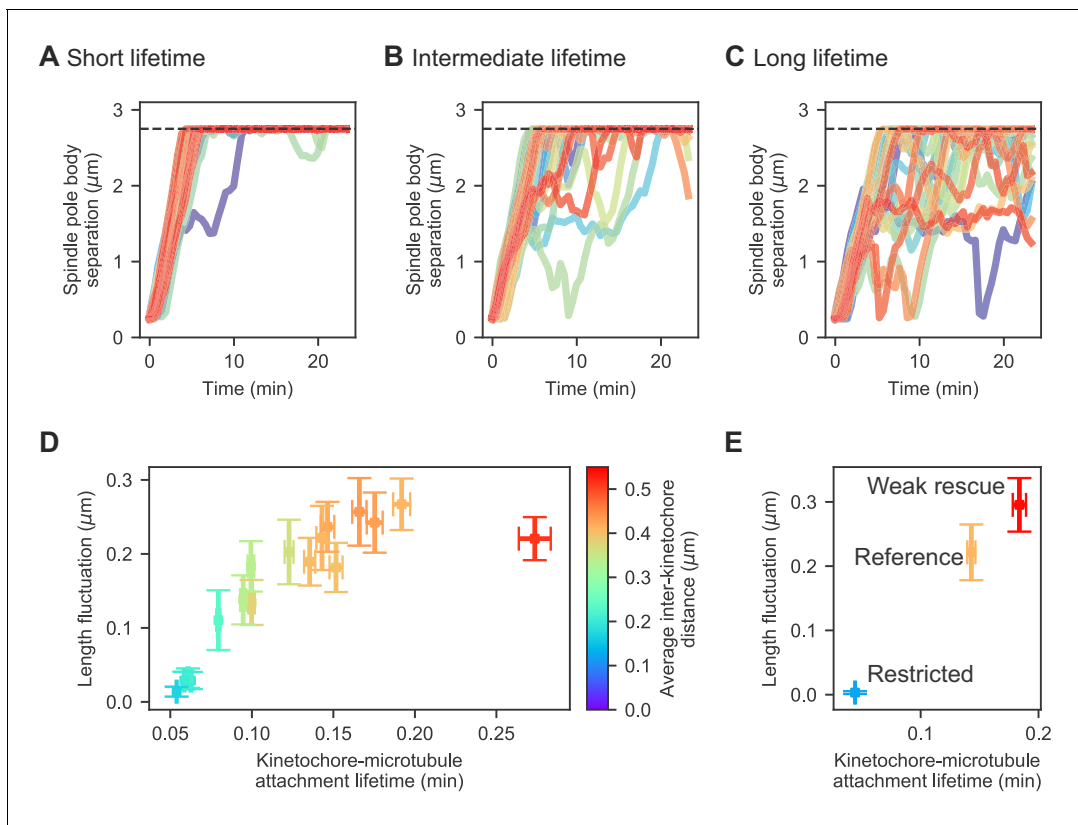 A Short lifetime
B Intermediate lifetime
C Long lifetime
3
2
1
0
Spindle pole body
separation (μm)
0
10
20
Time (min)
3
2
1
0
Spindle pole body
separation (μm)
0
10
20
Time (min)
3
2
1
0
Spindle pole body
separation (μm)
0
10
20
Time (min)
D
0.3
0.2
0.1
0.0
Length fluctuation (μm)
0.05
0.10
0.15
0.20
0.25
Kinetochore-microtubule
attachment lifetime (min)
0.5
0.4
0.3
0.2
0.1
0.0
Average inter-kinetochore
distance (μm)
E
0.3
0.2
0.1
0.0
Length fluctuation (μm)
Weak rescue
Reference
Restricted
0.1
0.2
Kinetochore-microtubule
attachment lifetime (min)